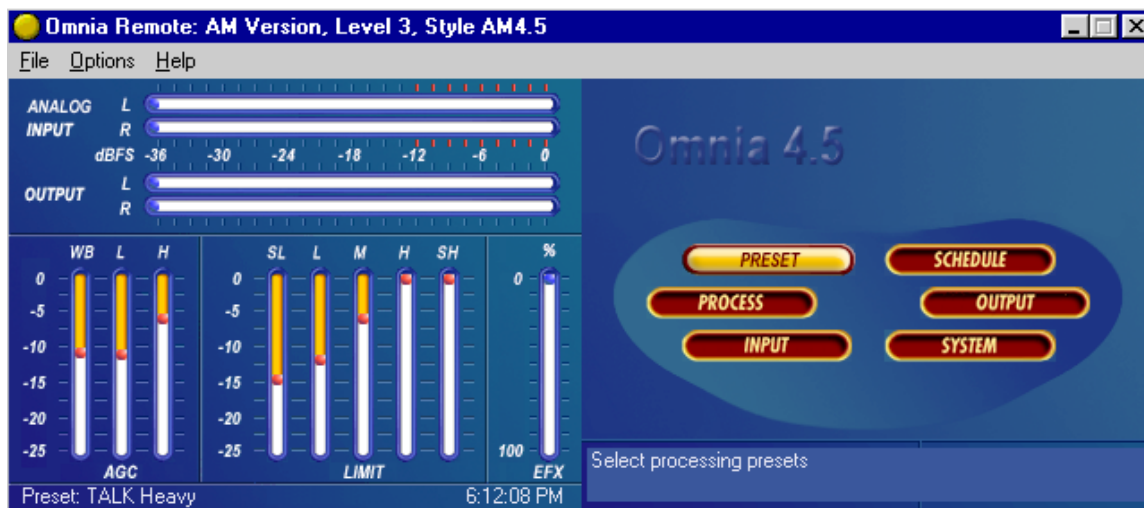 Omnia Remote: AM Version, Level 3, Style AM4.5
File Options Help
ANALOG INPUT L
R
dBFS -36 -30 -24 -18 -12 -6 0
OUTPUT L
R
Omnia 4.5
PRESET SCHEDULE
PROCESS OUTPUT
INPUT SYSTEM
WB L H SL L M H SH %
0 0 0
-5 -5
-10 -10
-15 -15
-20 -20
-25 -25 100
AGC LIMIT EFX
Select processing presets
Preset: TALK Heavy 6:12:08 PM